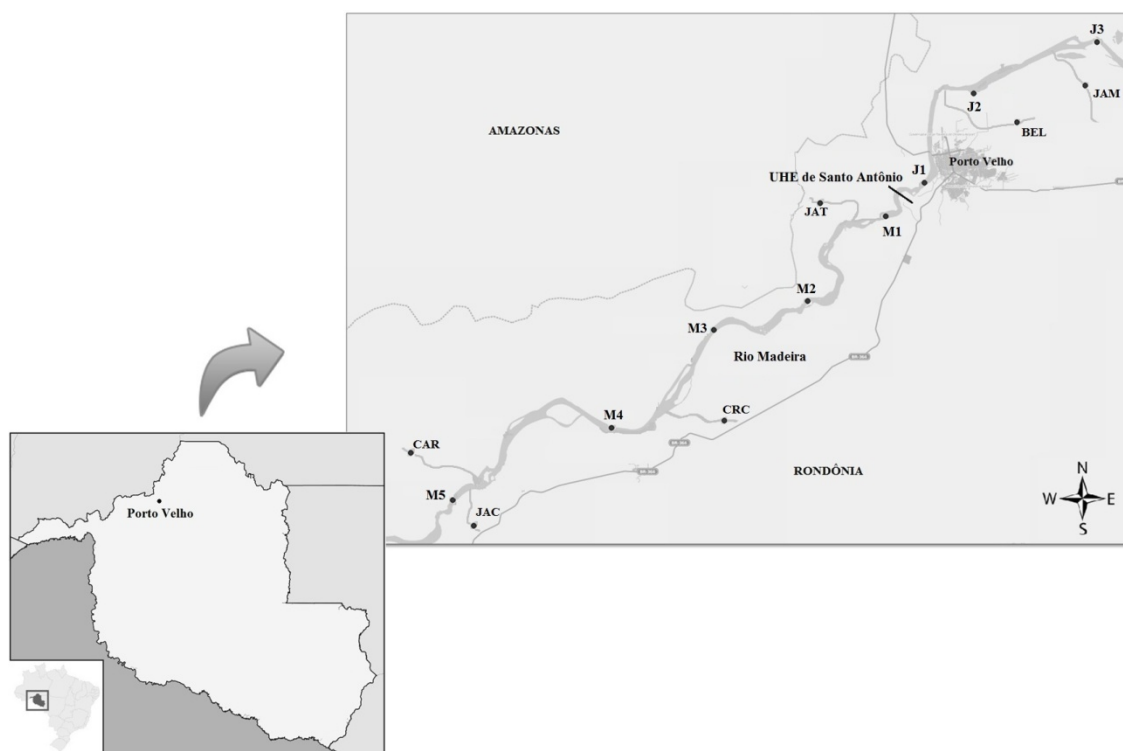 J3
JAM
J2
BEL
AMAZONAS
Porto Velho
J1
UHE de Santo Antônio
JAT
M1
M2
M3
Rio Madeira
M4
CRC
CAR
RONDÔNIA
M5
JAC
N
W E
S
Porto Velho